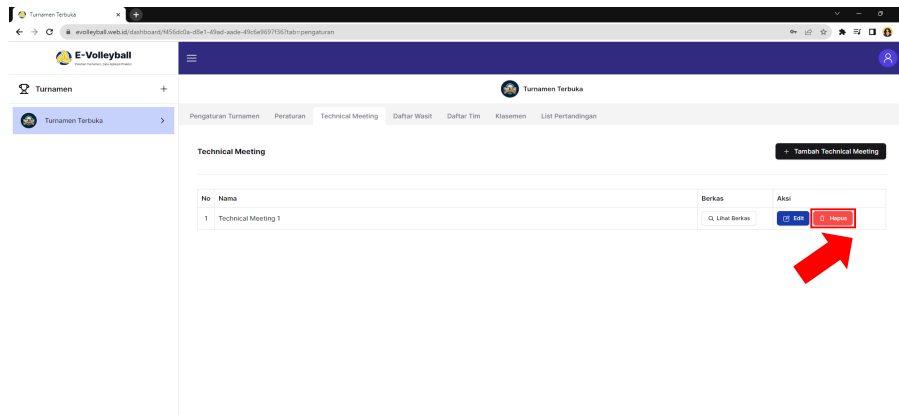 Turnamen Terbuka
evolleyball.web.id/dashboard/f456dc0a-d8e1-49ad-aade-49c6e9697f36?tab=pengaturan
E-Volleyball
Turnamen
Turnamen Terbuka
Turnamen Terbuka
Pengaturan Turnamen Peraturan Technical Meeting Daftar Wasit Daftar Tim Klasemen List Pertandingan
Technical Meeting
+ Tambah Technical Meeting
No Nama Berkas Aksi
1 Technical Meeting 1 Lihat Berkas Edit Hapus